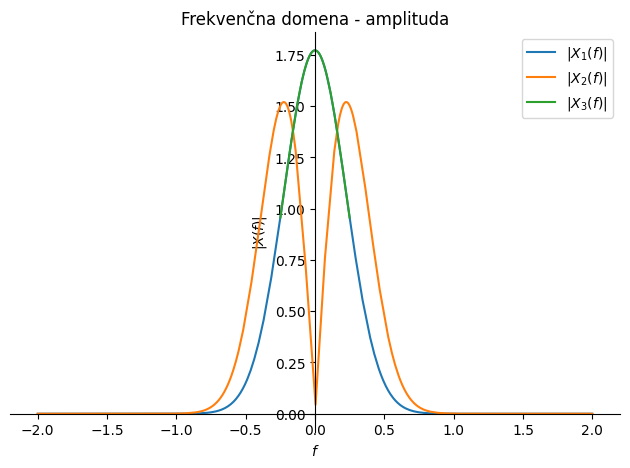 Frekvenčna domena - amplituda
|X₁(f)|
|X₂(f)|
|X₃(f)|
1.75
1.50
1.25
1.00
|X(f)|
0.75
0.50
0.25
0.00
−2.0 −1.5 −1.0 −0.5 0.0 0.5 1.0 1.5 2.0
f